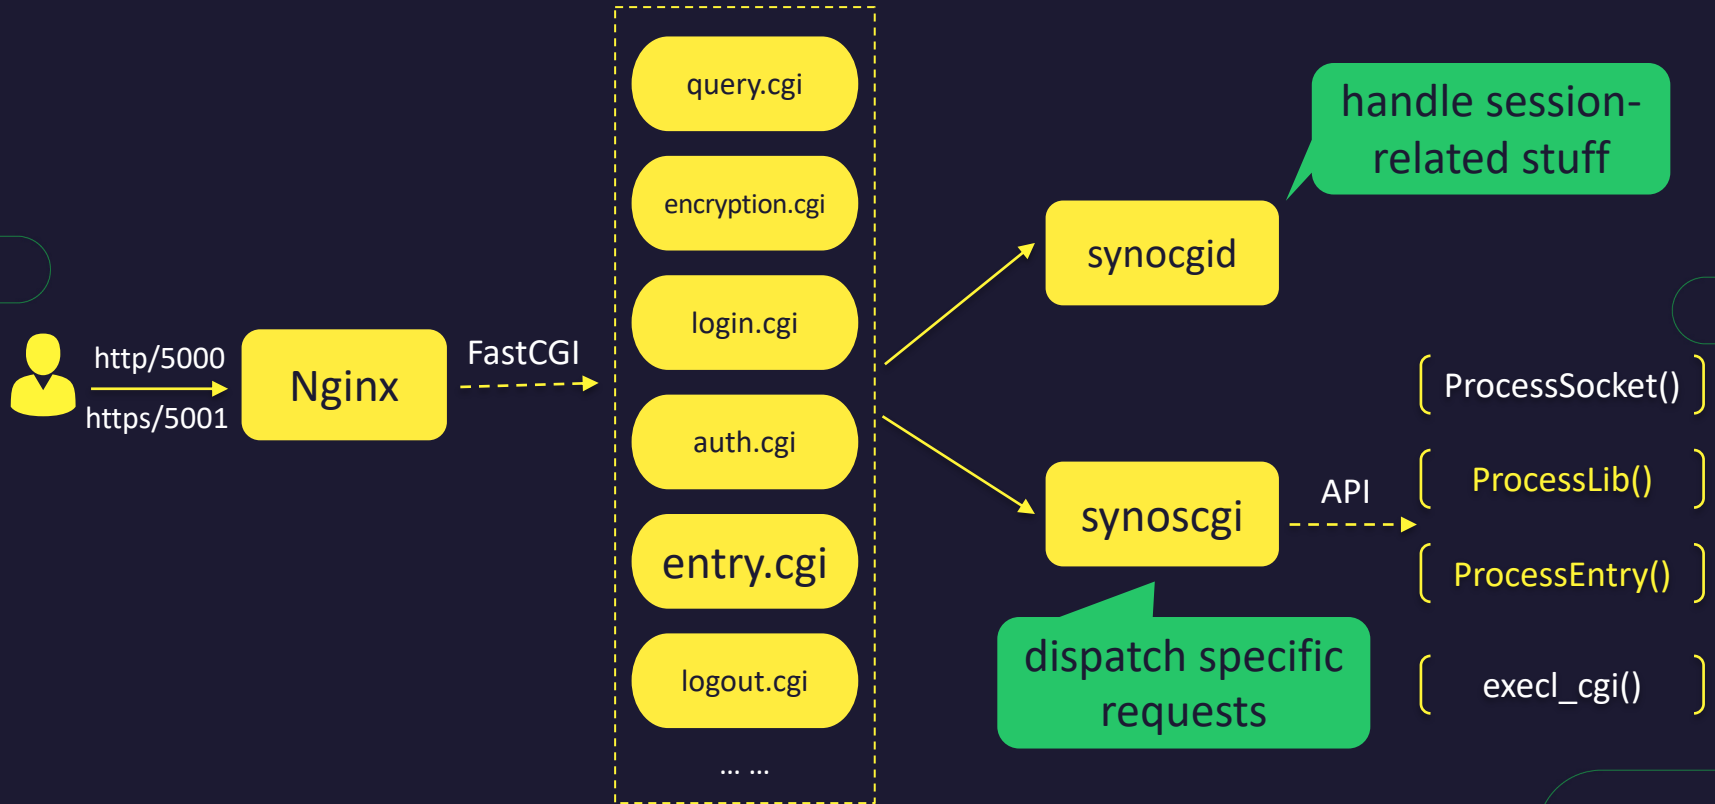 http/5000
https/5001
Nginx
FastCGI
query.cgi
encryption.cgi
login.cgi
auth.cgi
entry.cgi
logout.cgi
... ...
synocgid
handle session-
related stuff
synoscgi
dispatch specific
requests
API
ProcessSocket()
ProcessLib()
ProcessEntry()
execl_cgi()